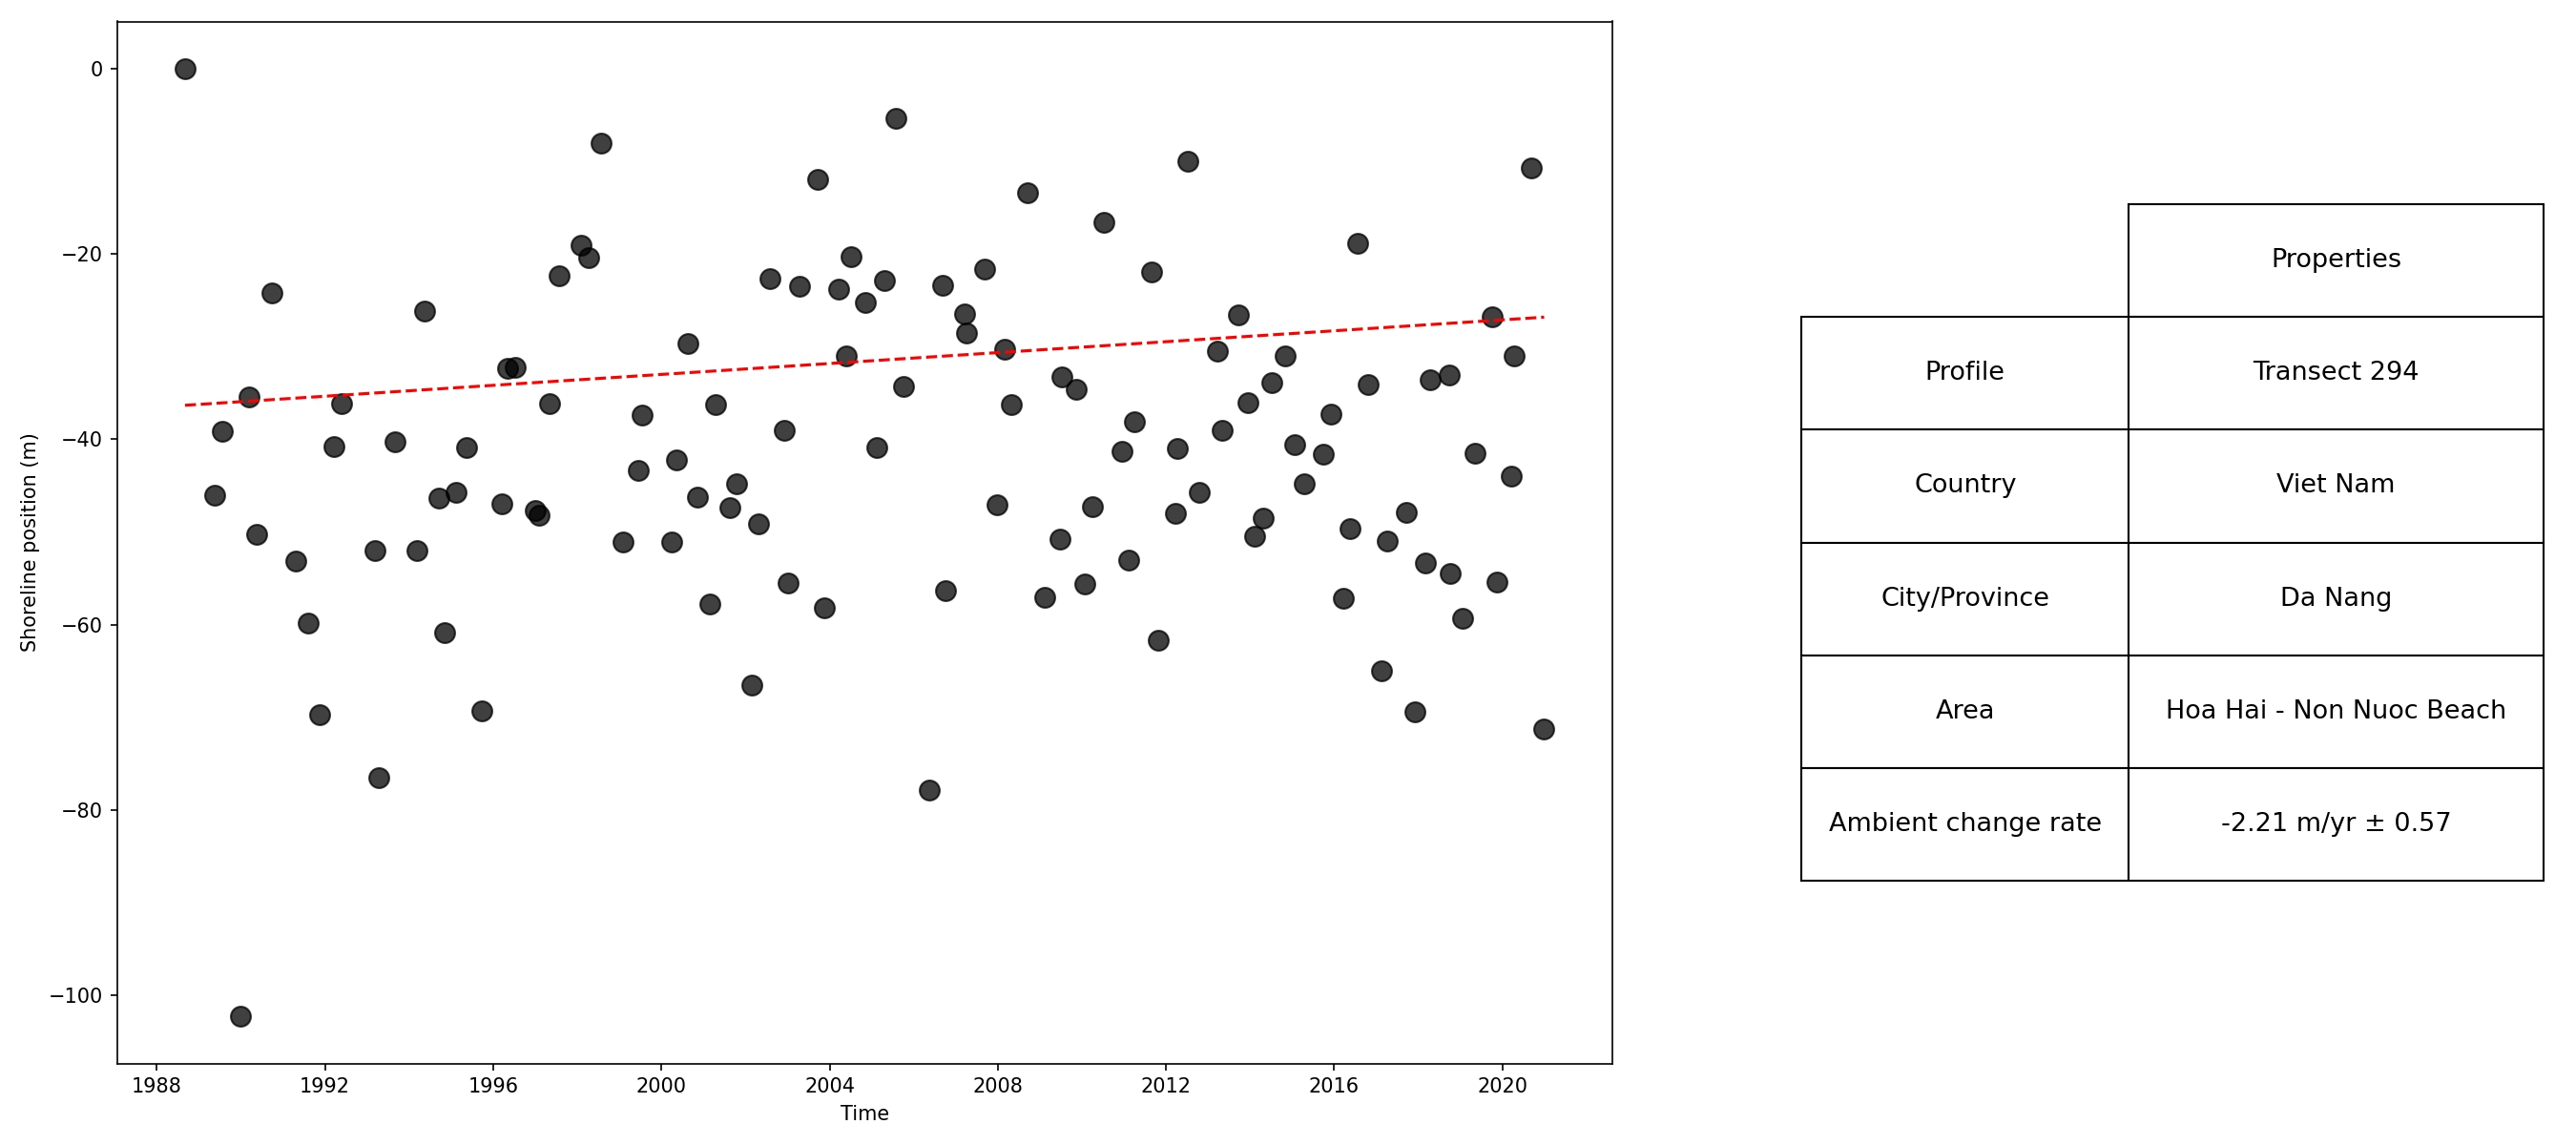 0
−20
−40
−60
−80
−100
Shoreline position (m)
1988 1992 1996 2000 2004 2008 2012 2016 2020
Time
Properties
Profile Transect 294
Country Viet Nam
City/Province Da Nang
Area Hoa Hai - Non Nuoc Beach
Ambient change rate -2.21 m/yr ± 0.57